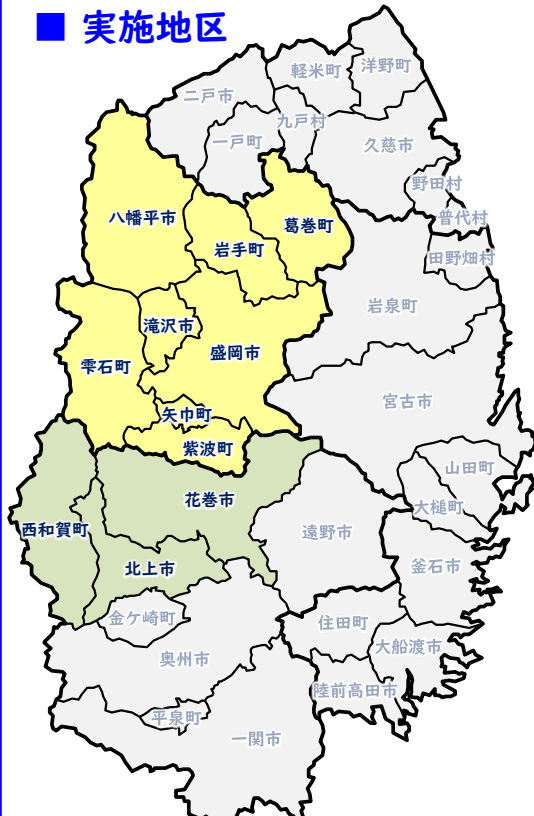 ■ 実施地区
洋野町
軽米町
二戸市
九戸村
一戸町
久慈市
野田村
普代村
八幡平市
葛巻町
岩手町
田野畑村
岩泉町
滝沢市
盛岡市
雫石町
宮古市
矢巾町
紫波町
山田町
花巻市
大槌町
西和賀町
遠野市
北上市
釜石市
金ケ崎町
住田町
大船渡市
奥州市
陸前高田市
平泉町
一関市